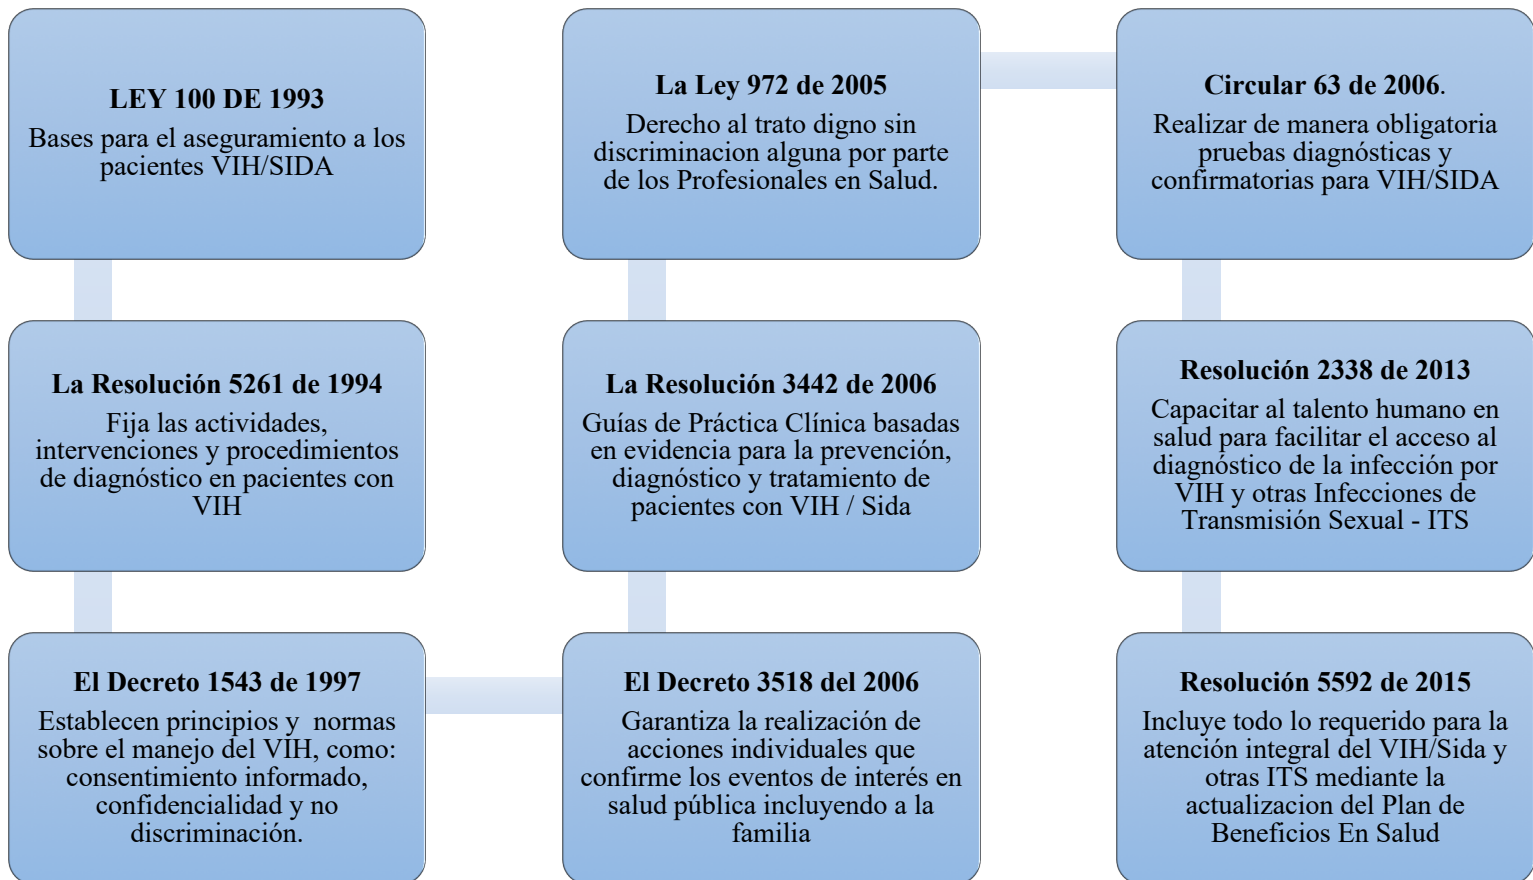 LEY 100 DE 1993
Bases para el aseguramiento a los
pacientes VIH/SIDA
La Resolución 5261 de 1994
Fija las actividades,
intervenciones y procedimientos
de diagnóstico en pacientes con
VIH
El Decreto 1543 de 1997
Establecen principios y  normas
sobre el manejo del VIH, como:
consentimiento informado,
confidencialidad y no
discriminación.
El Decreto 3518 del 2006
Garantiza la realización de
acciones individuales que
confirme los eventos de interés en
salud pública incluyendo a la
familia
La Resolución 3442 de 2006
Guías de Práctica Clínica basadas
en evidencia para la prevención,
diagnóstico y tratamiento de
pacientes con VIH / Sida
La Ley 972 de 2005
Derecho al trato digno sin
discriminacion alguna por parte
de los Profesionales en Salud.
Circular 63 de 2006.
Realizar de manera obligatoria
pruebas diagnósticas y
confirmatorias para VIH/SIDA
Resolución 2338 de 2013
Capacitar al talento humano en
salud para facilitar el acceso al
diagnóstico de la infección por
VIH y otras Infecciones de
Transmisión Sexual - ITS
Resolución 5592 de 2015
Incluye todo lo requerido para la
atención integral del VIH/Sida y
otras ITS mediante la
actualizacion del Plan de
Beneficios En Salud